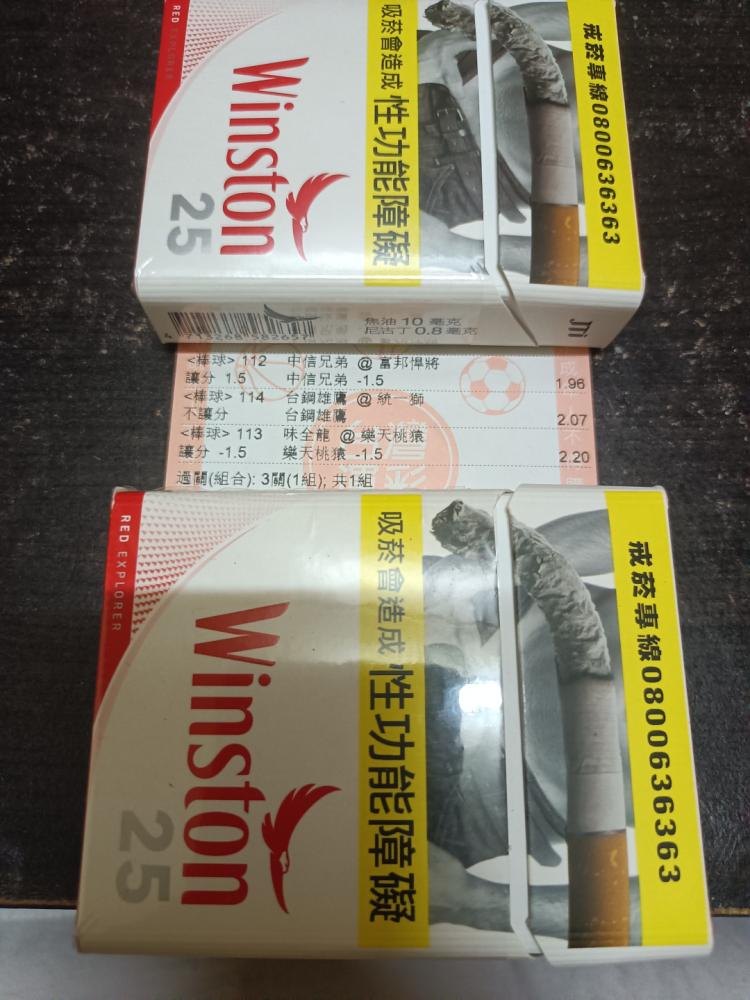 RED EXPLORER
Winston
25
吸菸會造成 性功能障礙
戒菸專線0800636363
焦油 10 毫克
尼古丁 0.8 毫克
JTi
<棒球> 112 中信兄弟 @ 富邦悍將
讓分 1.5 中信兄弟 -1.5 1.96
<棒球> 114 台鋼雄鷹 @ 統一獅
不讓分 台鋼雄鷹 2.07
<棒球> 113 味全龍 @ 樂天桃猿
讓分 -1.5 樂天桃猿 -1.5 2.20
過關(組合): 3關(1組); 共1組
RED EXPLORER
Winston
25
吸菸會造成 性功能障礙
戒菸專線0800636363